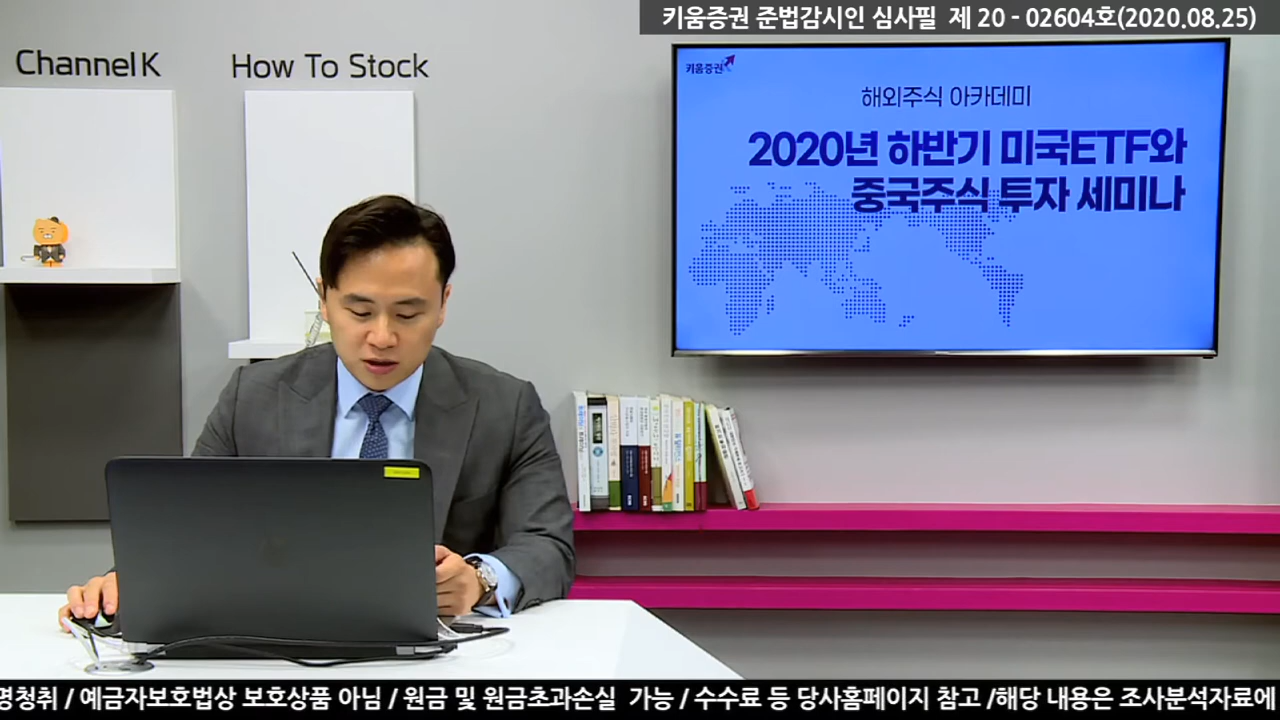 키움증권 준법감시인 심사필 제 20 - 02604호(2020.08.25)
Channel K
How To Stock
키움증권
해외주식 아카데미
2020년 하반기 미국ETF와
중국주식 투자 세미나
명청취 / 예금자보호법상 보호상품 아님 / 원금 및 원금초과손실 가능 / 수수료 등 당사홈페이지 참고 /해당 내용은 조사분석자료에